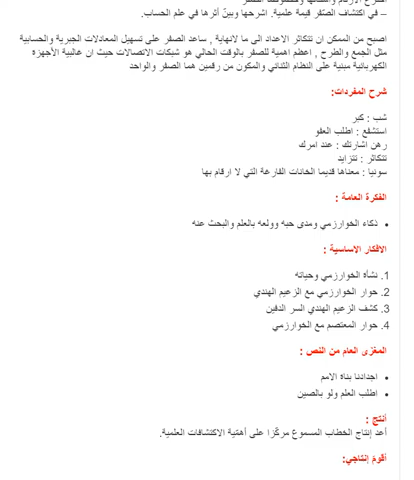 – في اكتشاف الصّفر قيمة علمية. اشرحها وبينّ أثرها في علم الحساب.
اصبح من الممكن ان تتكاثر الاعداد الى ما لانهاية , ساعد الصفر على تسهيل المعادلات الجبرية والحسابية
مثل الجمع والطرح , اعظم اهمية للصفر بالوقت الحالي هو شبكات الاتصالات حيث ان غالبية الأجهزة
الكهربائية مبنية على النظام الثنائي والمكون من رقمين هما الصفر والواحد
شرح المفردات:
شب : كبر
استشفع : اطلب العفو
رهن اشارتك : عند امرك
تتكاثر : تتزايد
سونيا : معناها قديما الخانات الفارغة التي لا ارقام بها
الفكرة العامة :
ذكاء الخوارزمي ومدى حبه وولعه بالعلم والبحث عنه
الافكار الاساسية :
1. نشأه الخوارزمي وحياته
2. حوار الخوارزمي مع الزعيم الهندي
3. كشف الزعيم الهندي السر الدفين
4. حوار المعتصم مع الخوارزمي
المغزى العام من النص :
اجدادنا بناه الامم
اطلب العلم ولو بالصين
أنتج :
أعد إنتاج الخطاب المسموع مركّزا على أهمّية الاكتشافات العلمية.
أقوّم إنتاجي: